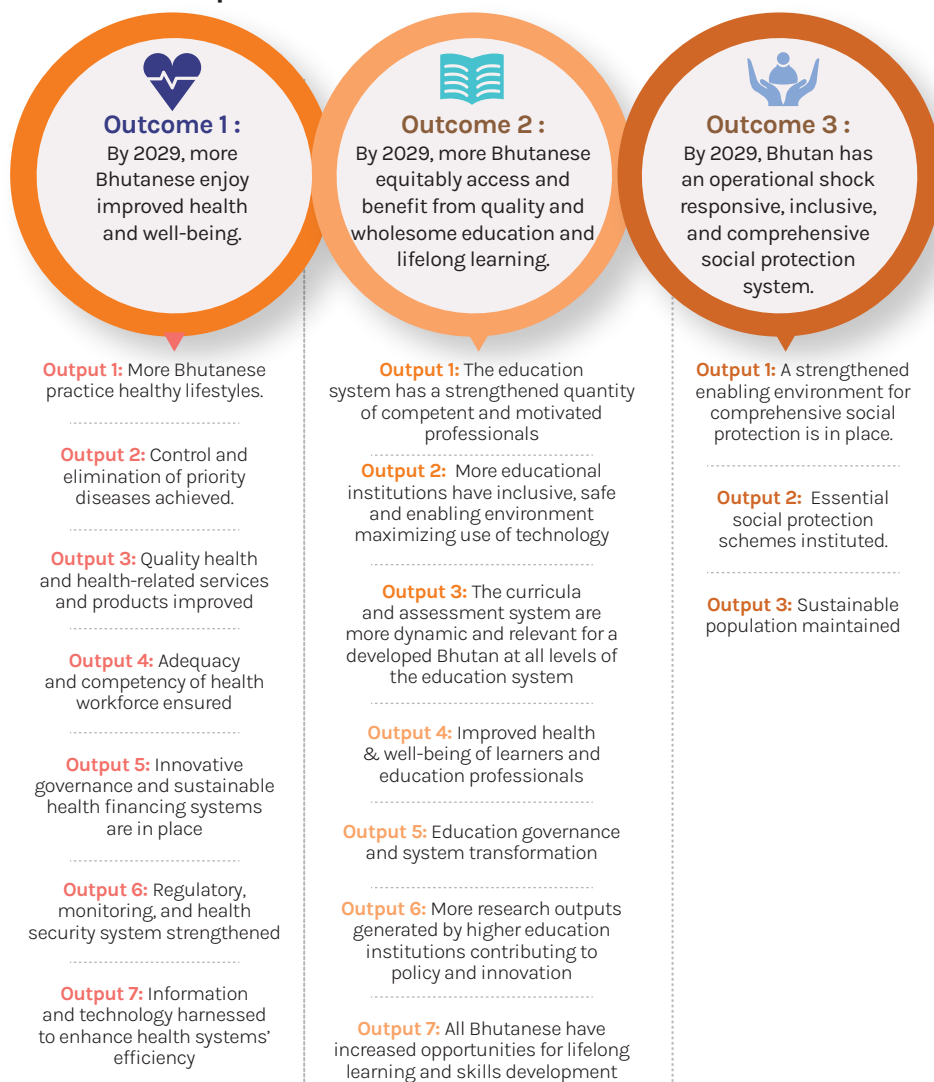 Outcome 1 :
By 2029, more
Bhutanese enjoy
improved health
and well-being.
Output 1: More Bhutanese
practice healthy lifestyles.
Output 2: Control and
elimination of priority
diseases achieved.
Output 3: Quality health
and health-related services
and products improved
Output 4: Adequacy
and competency of health
workforce ensured
Output 5: Innovative
governance and sustainable
health financing systems
are in place
Output 6: Regulatory,
monitoring, and health
security system strengthened
Output 7: Information
and technology harnessed
to enhance health systems’
efficiency
Outcome 2 :
By 2029, more Bhutanese
equitably access and
benefit from quality and
wholesome education and
lifelong learning.
Output 1: The education
system has a strengthened quantity
of competent and motivated
professionals
Output 2: More educational
institutions have inclusive, safe
and enabling environment
maximizing use of technology
Output 3: The curricula
and assessment system are
more dynamic and relevant for a
developed Bhutan at all levels of
the education system
Output 4: Improved health
& well-being of learners and
education professionals
Output 5: Education governance
and system transformation
Output 6: More research outputs
generated by higher education
institutions contributing to
policy and innovation
Output 7: All Bhutanese have
increased opportunities for lifelong
learning and skills development
Outcome 3 :
By 2029, Bhutan has
an operational shock
responsive, inclusive,
and comprehensive
social protection
system.
Output 1: A strengthened
enabling environment for
comprehensive social
protection is in place.
Output 2: Essential
social protection
schemes instituted.
Output 3: Sustainable
population maintained